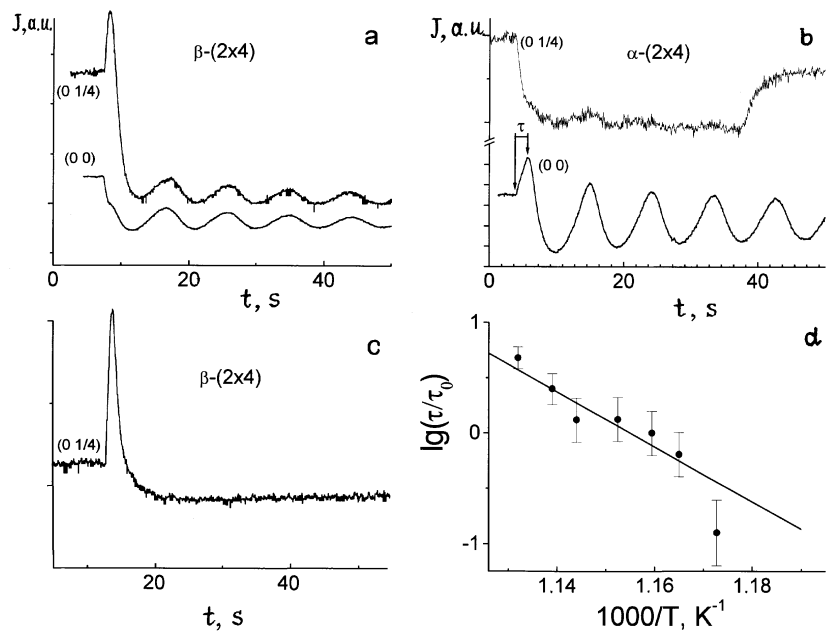 J, a.u.
a
β-(2x4)
(0 1/4)
(0 0)
0
20
40
t, s
J, a.u.
b
(0 1/4)
α-(2x4)
τ
(0 0)
0
20
40
t, s
c
β-(2x4)
(0 1/4)
20
40
t, s
d
lg(τ/τ0)
1
0
-1
1.14
1.16
1.18
1000/T, K⁻¹